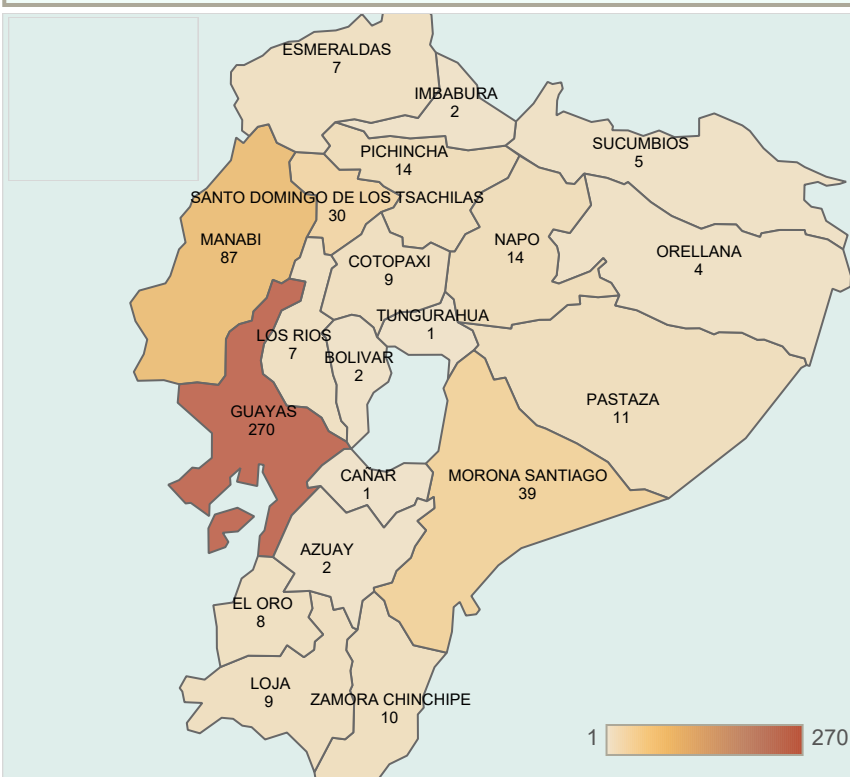 ESMERALDAS
7
IMBABURA
2
SUCUMBIOS
5
PICHINCHA
14
SANTO DOMINGO DE LOS TSACHILAS
30
MANABI
87
NAPO
14
ORELLANA
4
COTOPAXI
9
TUNGURAHUA
1
LOS RIOS
7
BOLIVAR
2
PASTAZA
11
GUAYAS
270
CAÑAR
1
MORONA SANTIAGO
39
AZUAY
2
EL ORO
8
LOJA
9
ZAMORA CHINCHIPE
10
1 270